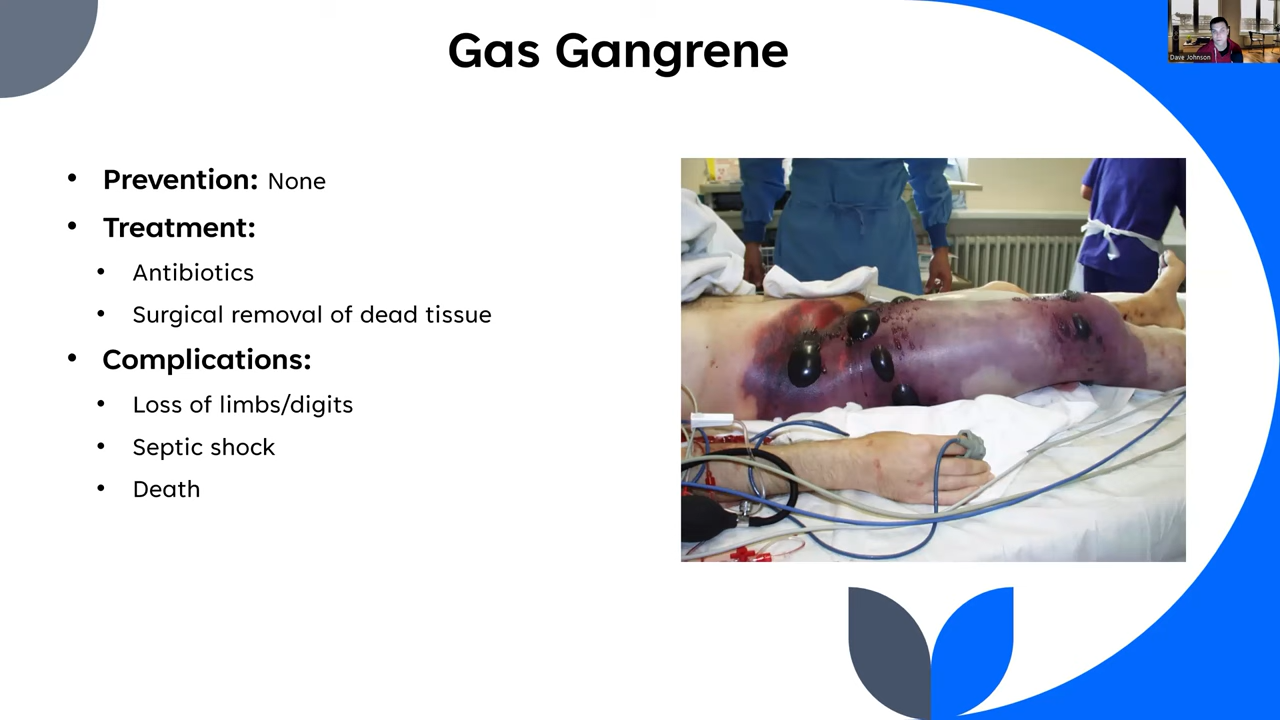 Gas Gangrene
Dave Johnson
• Prevention: None
• Treatment:
• Antibiotics
• Surgical removal of dead tissue
• Complications:
• Loss of limbs/digits
• Septic shock
• Death